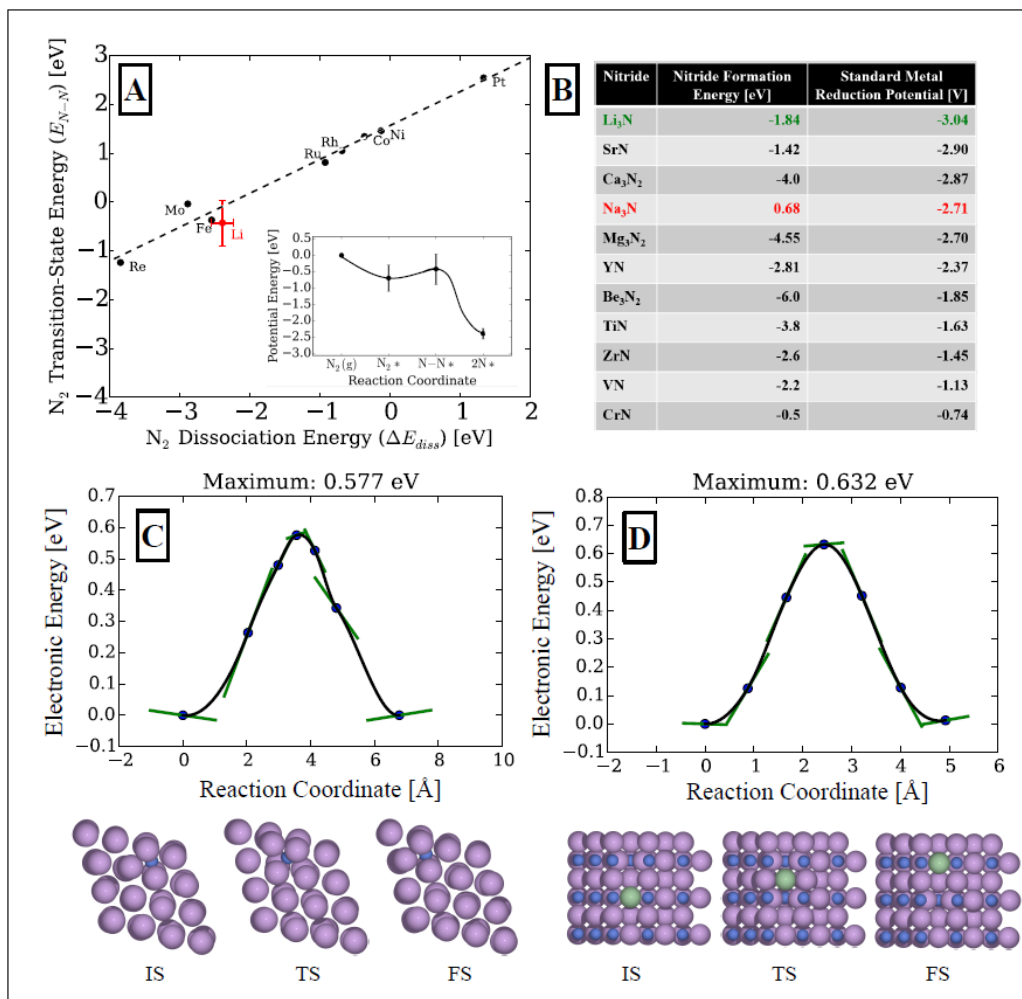 A
N₂ Transition-State Energy (E_{N−N}) [eV]
3
2
1
0
−1
−2
−3
−4
−4
−3
−2
−1
0
1
2
N₂ Dissociation Energy (ΔE_{diss}) [eV]
Pt
Ni
Co
Rh
Ru
Mo
Fe
Li
Re
Potential Energy [eV]
0.5
0.0
−0.5
−1.0
−1.5
−2.0
−2.5
−3.0
N₂(g)
N₂∗
N−N∗
2N∗
Reaction Coordinate
B
Nitride Nitride Formation Energy [eV] Standard Metal Reduction Potential [V]
Li₃N -1.84 -3.04
SrN -1.42 -2.90
Ca₃N₂ -4.0 -2.87
Na₃N 0.68 -2.71
Mg₃N₂ -4.55 -2.70
YN -2.81 -2.37
Be₃N₂ -6.0 -1.85
TiN -3.8 -1.63
ZrN -2.6 -1.45
VN -2.2 -1.13
CrN -0.5 -0.74
Maximum: 0.577 eV
C
Electronic Energy [eV]
0.7
0.6
0.5
0.4
0.3
0.2
0.1
0.0
−0.1
−2
0
2
4
6
8
10
Reaction Coordinate [Å]
IS
TS
FS
Maximum: 0.632 eV
D
Electronic Energy [eV]
0.8
0.7
0.6
0.5
0.4
0.3
0.2
0.1
0.0
−0.1
−2
−1
0
1
2
3
4
5
6
Reaction Coordinate [Å]
IS
TS
FS